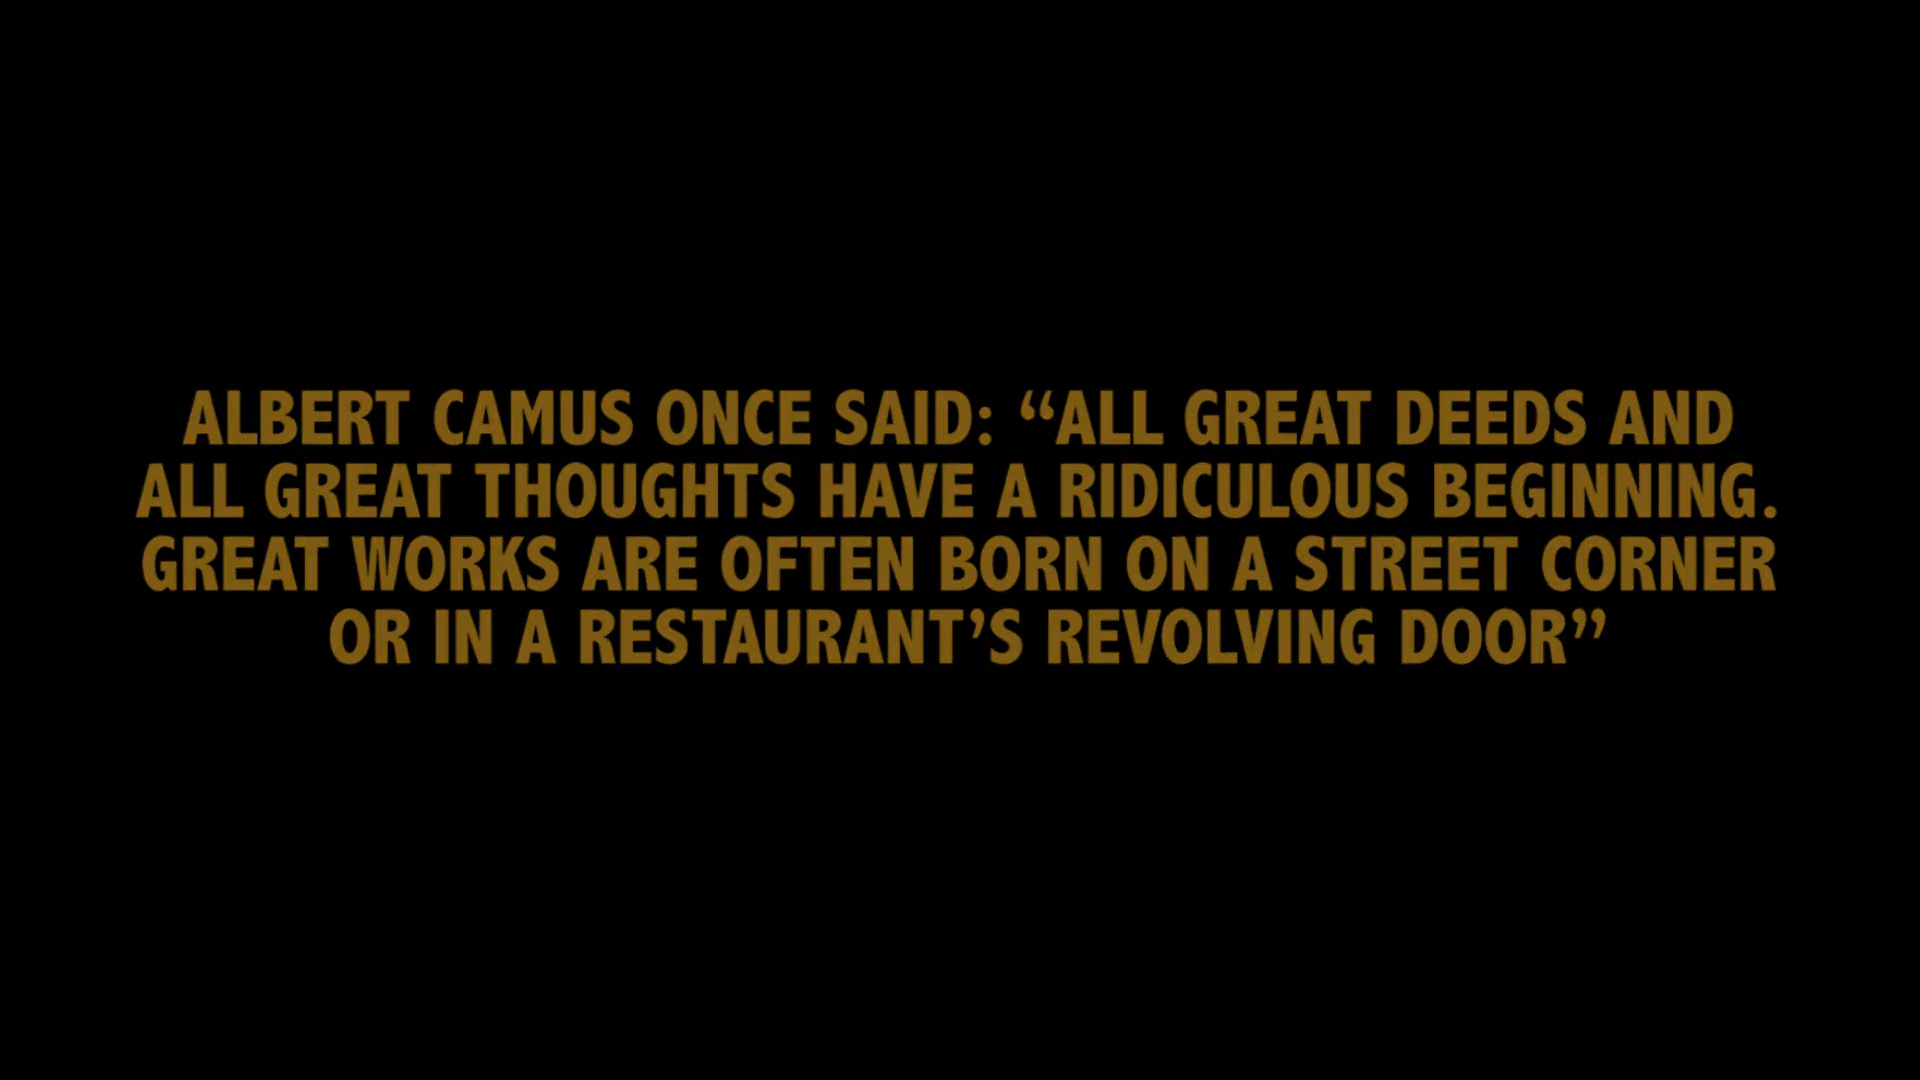 ALBERT CAMUS ONCE SAID: “ALL GREAT DEEDS AND
ALL GREAT THOUGHTS HAVE A RIDICULOUS BEGINNING.
GREAT WORKS ARE OFTEN BORN ON A STREET CORNER
OR IN A RESTAURANT’S REVOLVING DOOR”